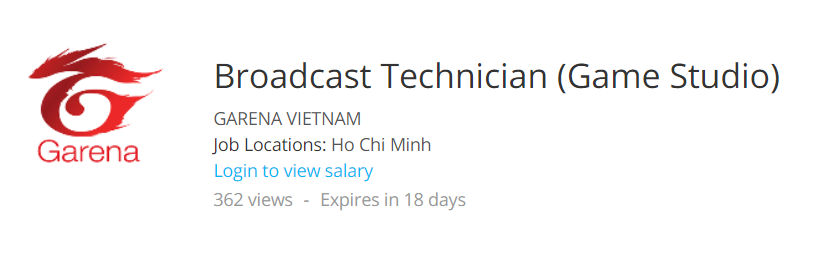 Garena
Broadcast Technician (Game Studio)
GARENA VIETNAM
Job Locations: Ho Chi Minh
Login to view salary
362 views - Expires in 18 days